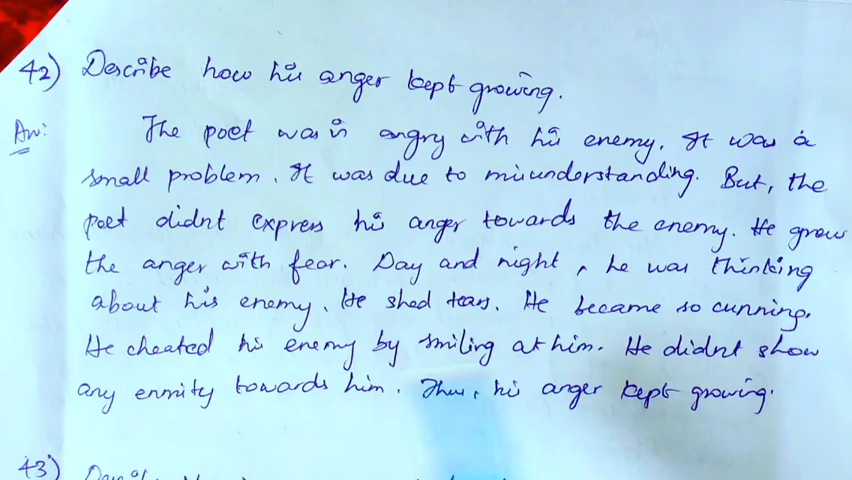 42) Describe how his anger kept growing.
Ans: The poet was in angry with his enemy. It was a
small problem. It was due to misunderstanding. But, the
poet didnt express his anger towards the enemy. He grew
the anger with fear. Day and night, he was thinking
about his enemy. He shed tears. He became so cunning.
He cheated his enemy by smiling at him. He didnt show
any enmity towards him. Thus, his anger kept growing.
43)